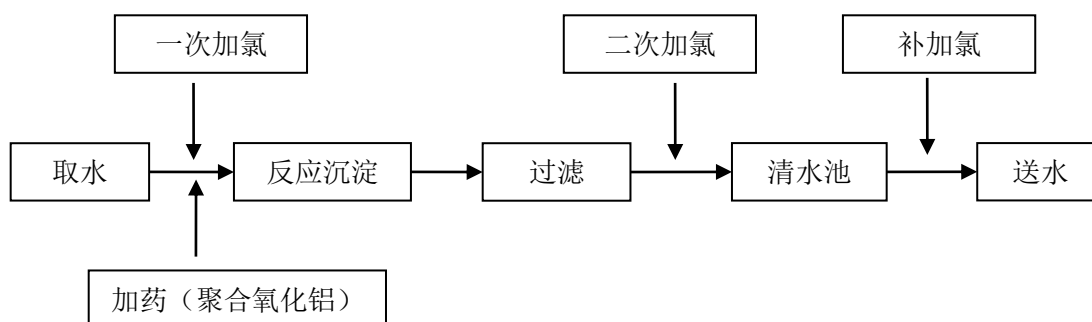 一次加氯
二次加氯
补加氯
取水
反应沉淀
过滤
清水池
送水
加药（聚合氧化铝）